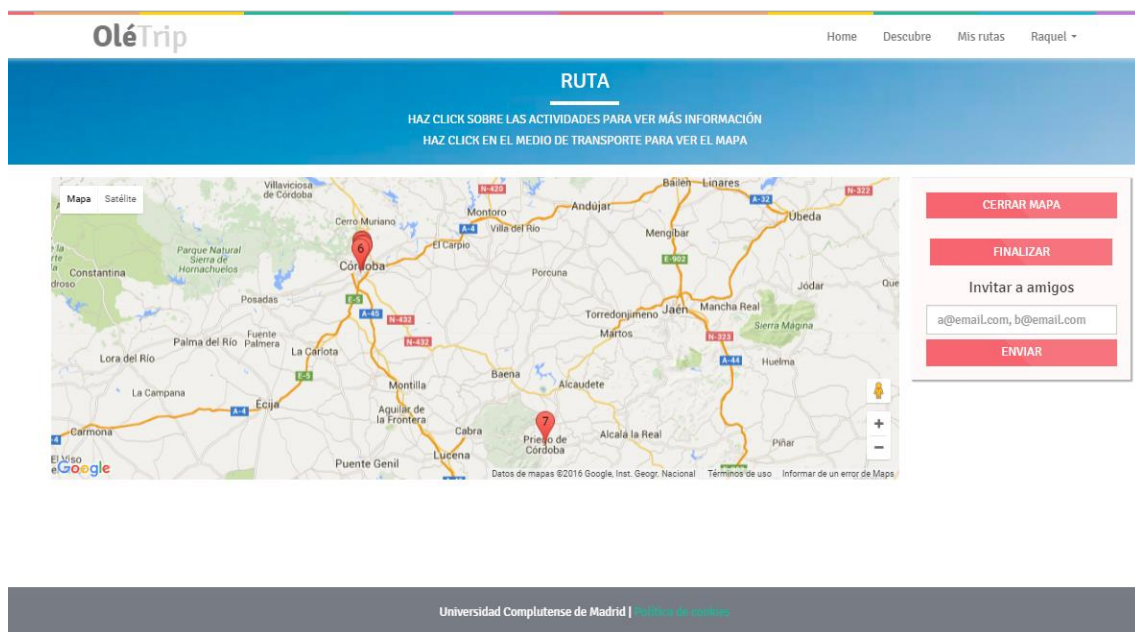 OléTrip
Home Descubre Mis rutas Raquel
RUTA
HAZ CLICK SOBRE LAS ACTIVIDADES PARA VER MÁS INFORMACIÓN
HAZ CLICK EN EL MEDIO DE TRANSPORTE PARA VER EL MAPA
Mapa Satélite
Villaviciosa
de Córdoba
N-420
Bailén Linares
A-32
N-322
Montoro
Andújar
Úbeda
Cerro Muriano
A-4
Villa del Río
Mengíbar
6
El Carpio
Parque Natural
Sierra de
Hornachuelos
E-902
Constantina
Córdoba
Porcuna
Jódar
Que
Posadas
E-5
A-45
N-432
Torredonjimeno
Jaén
Mancha Real
Martos
Sierra Mágina
Fuente
Palmera
Palma del Río
N-432
N-323
Lora del Río
La Carlota
A-44
Huelma
E-5
Baena
Alcaudete
La Campana
Montilla
A-4
Écija
Aguilar de
la Frontera
7
Carmona
Cabra
Priego de
Córdoba
Alcalá la Real
Píñar
Lucena
Puente Genil
+
−
Google
Datos de mapas ©2016 Google, Inst. Geogr. Nacional Términos de uso Informar de un error de Maps
CERRAR MAPA
FINALIZAR
Invitar a amigos
a@email.com, b@email.com
ENVIAR
Universidad Complutense de Madrid | Política de cookies